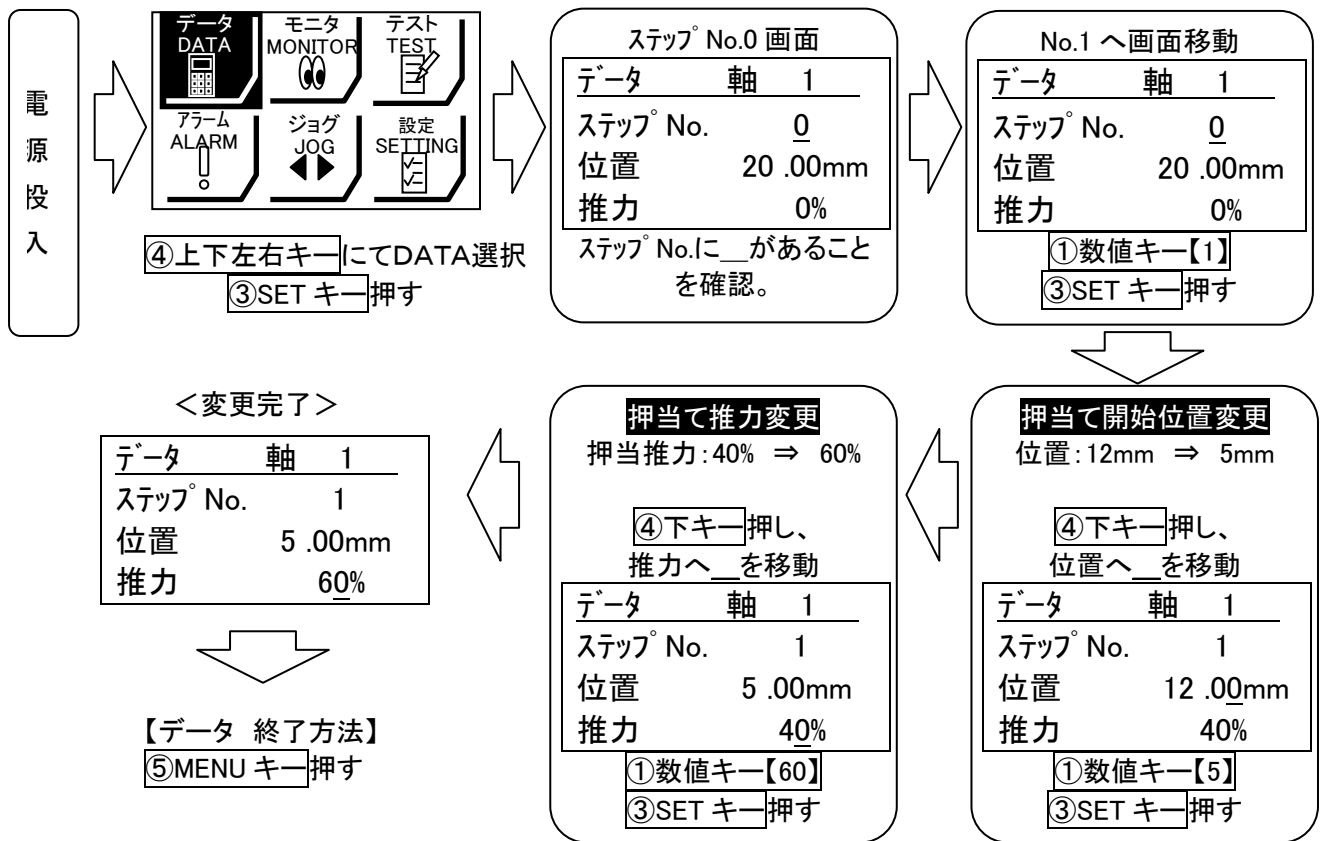 電源投入
データ
DATA
モニタ
MONITOR
テスト
TEST
アラーム
ALARM
ジョグ
JOG
設定
SETTING
④上下左右キーにてDATA選択
③SET キー押す
ステップ No.0 画面
データ 軸 1
ステップ No. 0
位置 20 .00mm
推力 0%
ステップ No.に__があること
を確認。
No.1 へ画面移動
データ 軸 1
ステップ No. 0
位置 20 .00mm
推力 0%
①数値キー【1】
③SET キー押す
押当て開始位置変更
位置:12mm ⇒ 5mm
④下キー押し、
位置へ__を移動
データ 軸 1
ステップ No. 1
位置 12 .00mm
推力 40%
①数値キー【5】
③SET キー押す
押当て推力変更
押当推力:40% ⇒ 60%
④下キー押し、
推力へ__を移動
データ 軸 1
ステップ No. 1
位置 5 .00mm
推力 40%
①数値キー【60】
③SET キー押す
<変更完了>
データ 軸 1
ステップ No. 1
位置 5 .00mm
推力 60%
【データ 終了方法】
⑤MENU キー押す